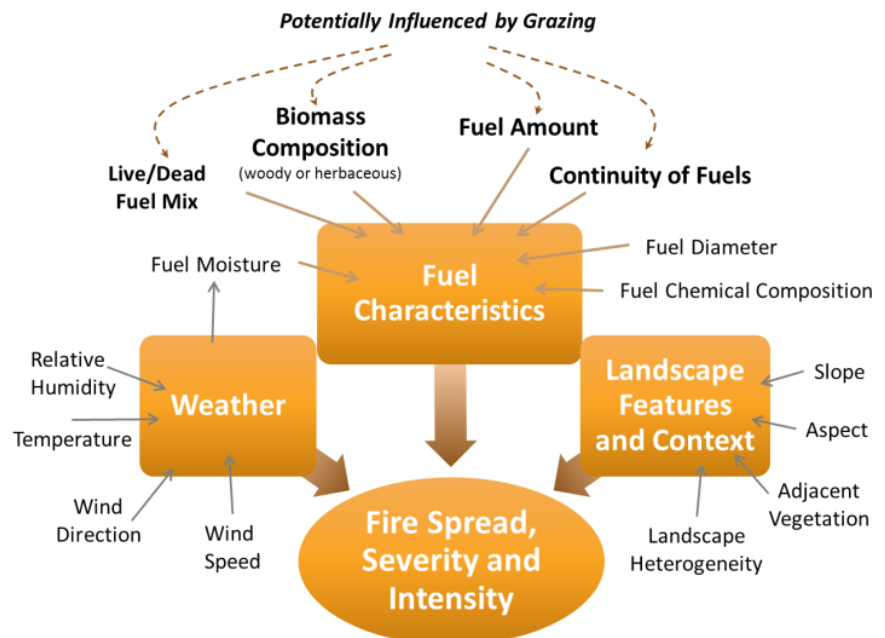 Potentially Influenced by Grazing
Biomass
Composition
(woody or herbaceous)
Fuel Amount
Live/Dead
Fuel Mix
Continuity of Fuels
Fuel Moisture
Fuel
Characteristics
Fuel Diameter
Fuel Chemical Composition
Relative
Humidity
Temperature
Wind
Direction
Wind
Speed
Weather
Landscape
Features
and Context
Slope
Aspect
Adjacent
Vegetation
Landscape
Heterogeneity
Fire Spread,
Severity and
Intensity